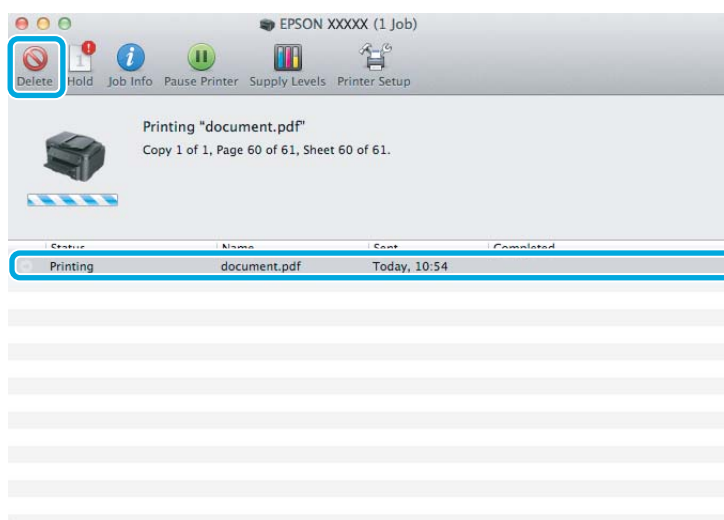 EPSON XXXXX (1 Job)
Delete Hold Job Info Pause Printer Supply Levels Printer Setup
Printing "document.pdf"
Copy 1 of 1, Page 60 of 61, Sheet 60 of 61.
Status Name Sent Completed
Printing document.pdf Today, 10:54